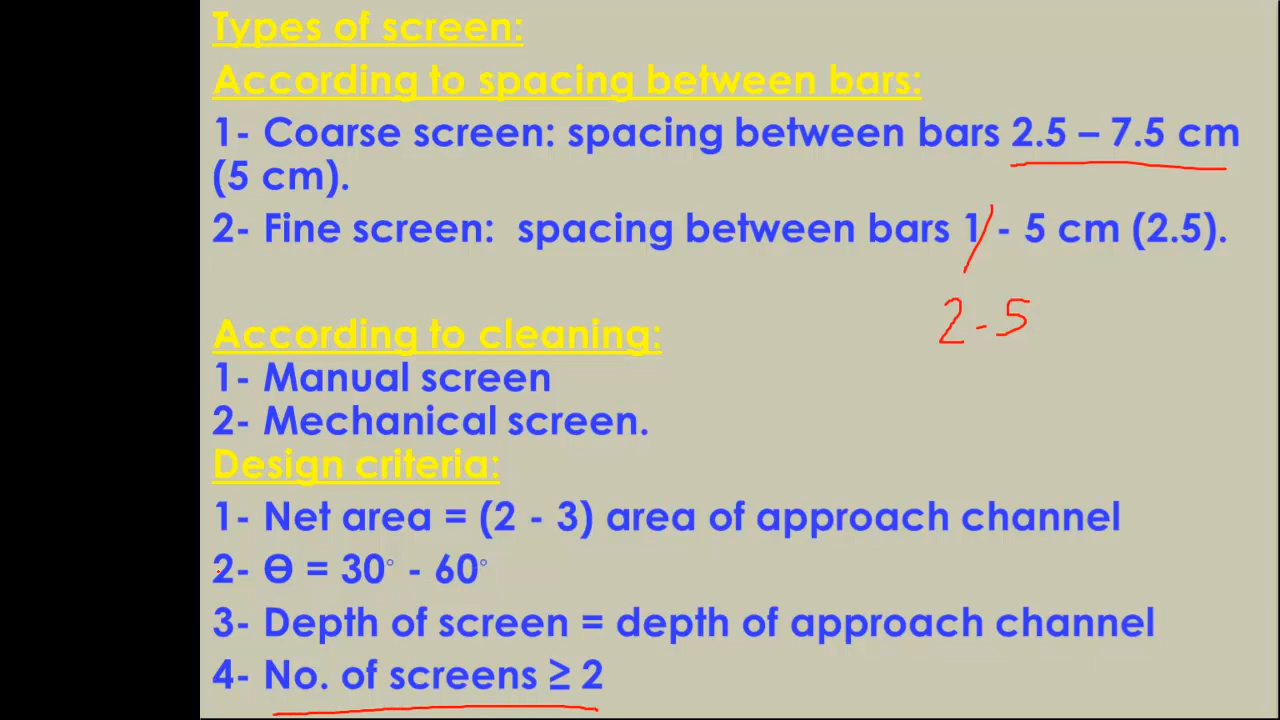 Types of screen:
According to spacing between bars:
1- Coarse screen: spacing between bars 2.5 – 7.5 cm
(5 cm).
2- Fine screen:  spacing between bars 1 - 5 cm (2.5).
2-5
According to cleaning:
1- Manual screen
2- Mechanical screen.
Design criteria:
1- Net area = (2 - 3) area of approach channel
2- Ɵ = 30° - 60°
3- Depth of screen = depth of approach channel
4- No. of screens ≥ 2